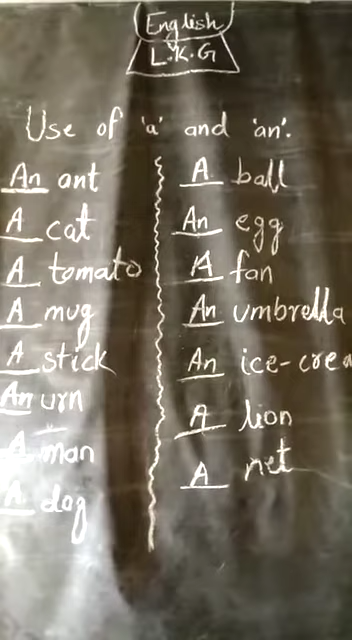 English
L.K.G
Use of 'a' and 'an'.
An ant
A cat
A tomato
A mug
A stick
An urn
A man
A dog
A ball
An egg
A fan
An umbrella
An ice-crea
A lion
A net